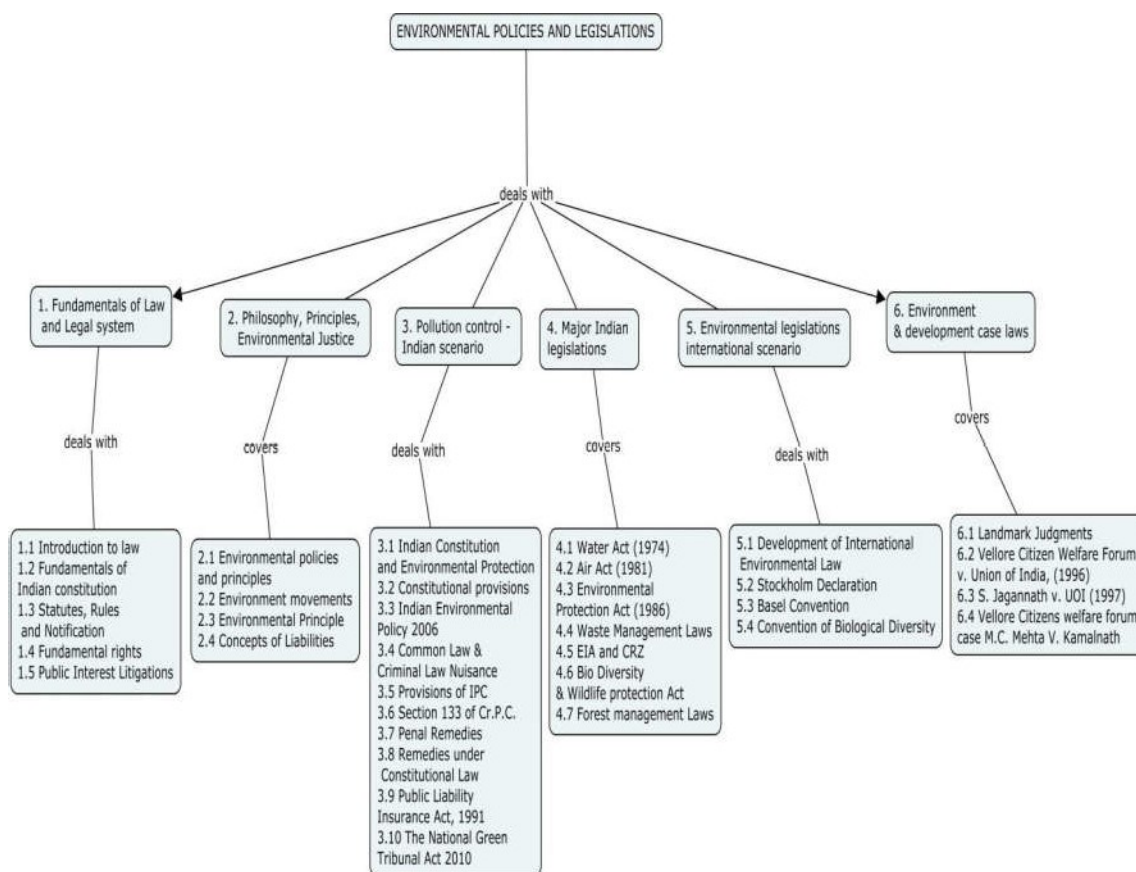 ENVIRONMENTAL POLICIES AND LEGISLATIONS
deals with
1. Fundamentals of Law
and Legal system
2. Philosophy, Principles,
Environmental Justice
3. Pollution control -
Indian scenario
4. Major Indian
legislations
5. Environmental legislations
international scenario
6. Environment
& development case laws
deals with
covers
deals with
covers
deals with
covers
1.1 Introduction to law
1.2 Fundamentals of
Indian constitution
1.3 Statutes, Rules
and Notification
1.4 Fundamental rights
1.5 Public Interest Litigations
2.1 Environmental policies
and principles
2.2 Environment movements
2.3 Environmental Principle
2.4 Concepts of Liabilities
3.1 Indian Constitution
and Environmental Protection
3.2 Constitutional provisions
3.3 Indian Environmental
Policy 2006
3.4 Common Law &
Criminal Law Nuisance
3.5 Provisions of IPC
3.6 Section 133 of Cr.P.C.
3.7 Penal Remedies
3.8 Remedies under
Constitutional Law
3.9 Public Liability
Insurance Act, 1991
3.10 The National Green
Tribunal Act 2010
4.1 Water Act (1974)
4.2 Air Act (1981)
4.3 Environmental
Protection Act (1986)
4.4 Waste Management Laws
4.5 EIA and CRZ
4.6 Bio Diversity
& Wildlife protection Act
4.7 Forest management Laws
5.1 Development of International
Environmental Law
5.2 Stockholm Declaration
5.3 Basel Convention
5.4 Convention of Biological Diversity
6.1 Landmark Judgments
6.2 Vellore Citizen Welfare Forum
v. Union of India, (1996)
6.3 S. Jagannath v. UOI (1997)
6.4 Vellore Citizens welfare forum
case M.C. Mehta V. Kamalnath